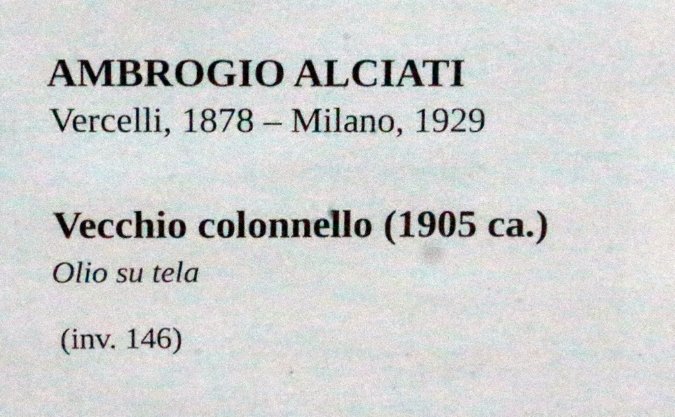 AMBROGIO ALCIATI
Vercelli, 1878 – Milano, 1929
Vecchio colonnello (1905 ca.)
Olio su tela
(inv. 146)